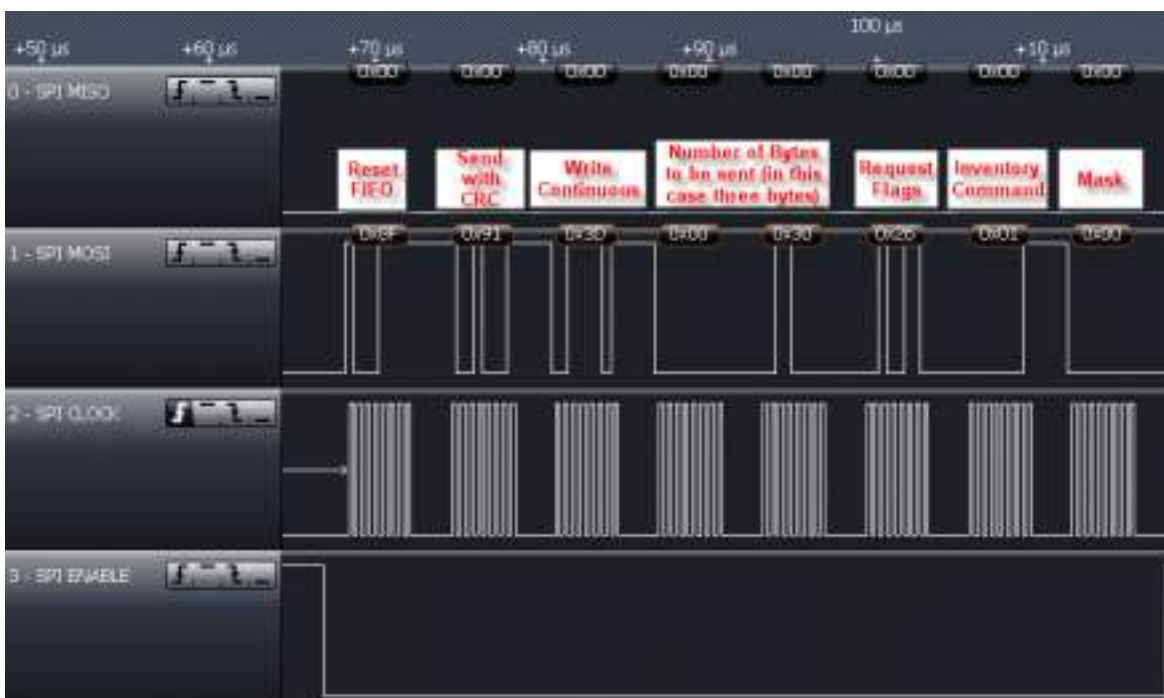 100 µs
+50 µs +60 µs +70 µs +80 µs +90 µs +10 µs
0X00 0X00 0X00 0X00 0X00 0X00 0X00 0X00
0 - SPI MISO
Reset
FIFO
Send
with
CRC
Write
Continuous
Number of Bytes
to be sent (in this
case three bytes)
Request
Flags
Inventory
Command
Mask
0X8F 0X91 0X3D 0X00 0X30 0X26 0X01 0X00
1 - SPI MOSI
2 - SPI CLOCK
3 - SPI ENABLE